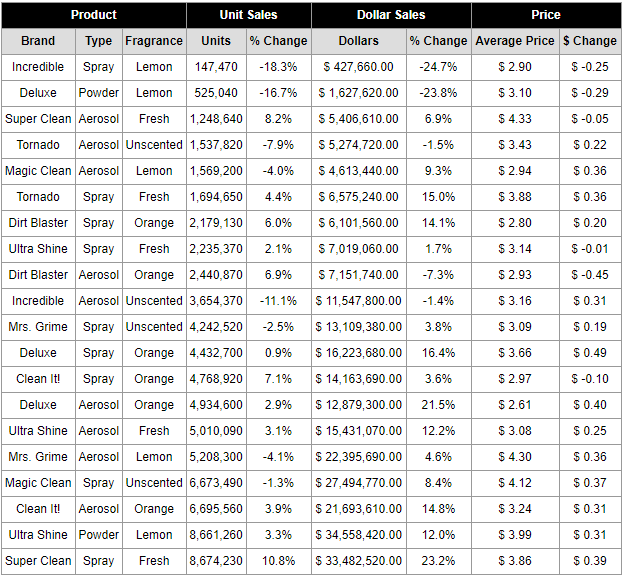 Product Unit Sales Dollar Sales Price
Brand Type Fragrance Units % Change Dollars % Change Average Price $ Change
Incredible Spray Lemon 147,470 -18.3% $ 427,660.00 -24.7% $ 2.90 $ -0.25
Deluxe Powder Lemon 525,040 -16.7% $ 1,627,620.00 -23.8% $ 3.10 $ -0.29
Super Clean Aerosol Fresh 1,248,640 8.2% $ 5,406,610.00 6.9% $ 4.33 $ -0.05
Tornado Aerosol Unscented 1,537,820 -7.9% $ 5,274,720.00 -1.5% $ 3.43 $ 0.22
Magic Clean Aerosol Lemon 1,569,200 -4.0% $ 4,613,440.00 9.3% $ 2.94 $ 0.36
Tornado Spray Fresh 1,694,650 4.4% $ 6,575,240.00 15.0% $ 3.88 $ 0.36
Dirt Blaster Spray Orange 2,179,130 6.0% $ 6,101,560.00 14.1% $ 2.80 $ 0.20
Ultra Shine Spray Fresh 2,235,370 2.1% $ 7,019,060.00 1.7% $ 3.14 $ -0.01
Dirt Blaster Aerosol Orange 2,440,870 6.9% $ 7,151,740.00 -7.3% $ 2.93 $ -0.45
Incredible Aerosol Unscented 3,654,370 -11.1% $ 11,547,800.00 -1.4% $ 3.16 $ 0.31
Mrs. Grime Spray Unscented 4,242,520 -2.5% $ 13,109,380.00 3.8% $ 3.09 $ 0.19
Deluxe Spray Orange 4,432,700 0.9% $ 16,223,680.00 16.4% $ 3.66 $ 0.49
Clean It! Spray Orange 4,768,920 7.1% $ 14,163,690.00 3.6% $ 2.97 $ -0.10
Deluxe Aerosol Orange 4,934,600 2.9% $ 12,879,300.00 21.5% $ 2.61 $ 0.40
Ultra Shine Aerosol Fresh 5,010,090 3.1% $ 15,431,070.00 12.2% $ 3.08 $ 0.25
Mrs. Grime Aerosol Lemon 5,208,300 -4.1% $ 22,395,690.00 4.6% $ 4.30 $ 0.36
Magic Clean Spray Unscented 6,673,490 -1.3% $ 27,494,770.00 8.4% $ 4.12 $ 0.37
Clean It! Aerosol Orange 6,695,560 3.9% $ 21,693,610.00 14.8% $ 3.24 $ 0.31
Ultra Shine Powder Lemon 8,661,260 3.3% $ 34,558,420.00 12.0% $ 3.99 $ 0.31
Super Clean Spray Fresh 8,674,230 10.8% $ 33,482,520.00 23.2% $ 3.86 $ 0.39